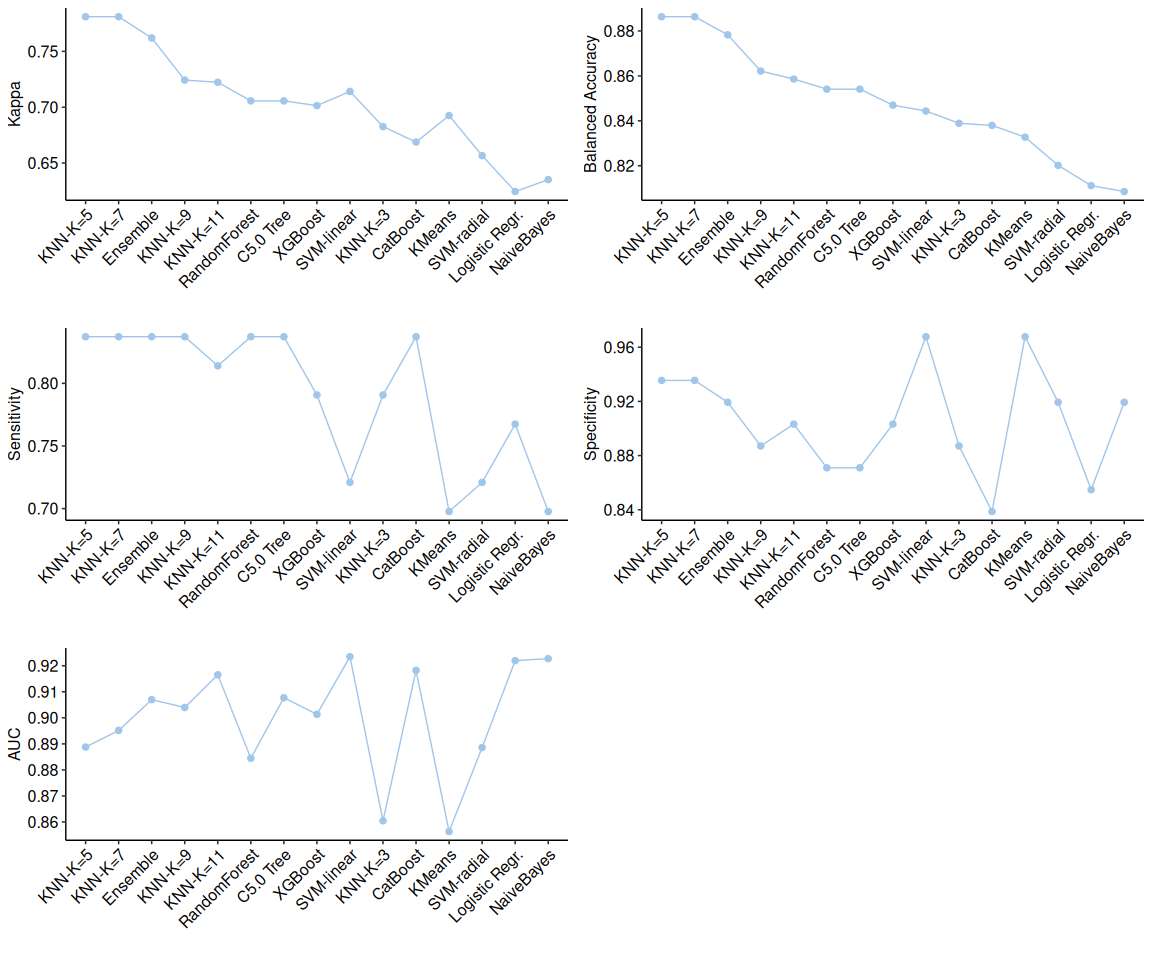 Kappa
0.75
0.70
0.65
KNN-K=5
KNN-K=7
Ensemble
KNN-K=9
KNN-K=11
RandomForest
C5.0 Tree
XGBoost
SVM-linear
KNN-K=3
CatBoost
KMeans
SVM-radial
Logistic Regr.
NaiveBayes
Balanced Accuracy
0.88
0.86
0.84
0.82
KNN-K=5
KNN-K=7
Ensemble
KNN-K=9
KNN-K=11
RandomForest
C5.0 Tree
XGBoost
SVM-linear
KNN-K=3
CatBoost
KMeans
SVM-radial
Logistic Regr.
NaiveBayes
Sensitivity
0.80
0.75
0.70
KNN-K=5
KNN-K=7
Ensemble
KNN-K=9
KNN-K=11
RandomForest
C5.0 Tree
XGBoost
SVM-linear
KNN-K=3
CatBoost
KMeans
SVM-radial
Logistic Regr.
NaiveBayes
Specificity
0.96
0.92
0.88
0.84
KNN-K=5
KNN-K=7
Ensemble
KNN-K=9
KNN-K=11
RandomForest
C5.0 Tree
XGBoost
SVM-linear
KNN-K=3
CatBoost
KMeans
SVM-radial
Logistic Regr.
NaiveBayes
AUC
0.92
0.91
0.90
0.89
0.88
0.87
0.86
KNN-K=5
KNN-K=7
Ensemble
KNN-K=9
KNN-K=11
RandomForest
C5.0 Tree
XGBoost
SVM-linear
KNN-K=3
CatBoost
KMeans
SVM-radial
Logistic Regr.
NaiveBayes